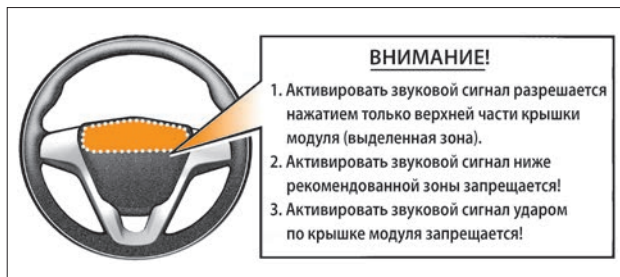 ВНИМАНИЕ!
1. Активировать звуковой сигнал разрешается
нажатием только верхней части крышки
модуля (выделенная зона).
2. Активировать звуковой сигнал ниже
рекомендованной зоны запрещается!
3. Активировать звуковой сигнал ударом
по крышке модуля запрещается!